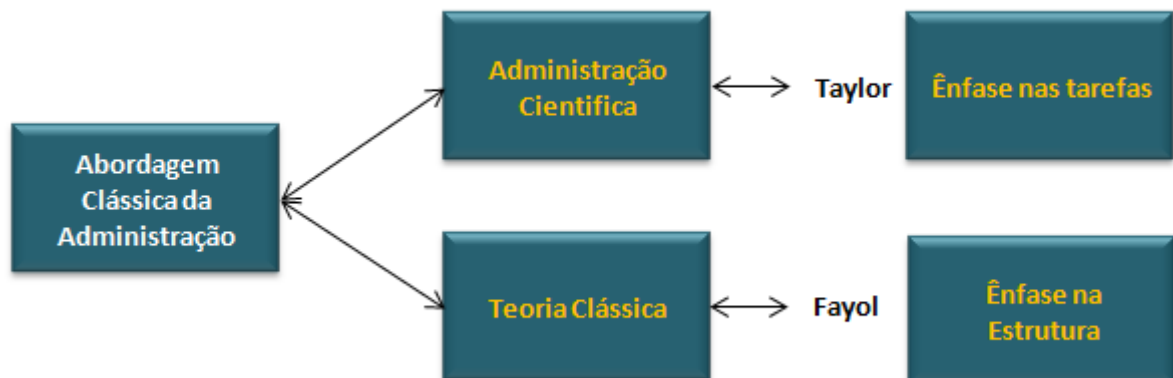 Abordagem
Clássica da
Administração
Administração
Cientifica
Taylor
Ênfase nas tarefas
Teoria Clássica
Fayol
Ênfase na
Estrutura